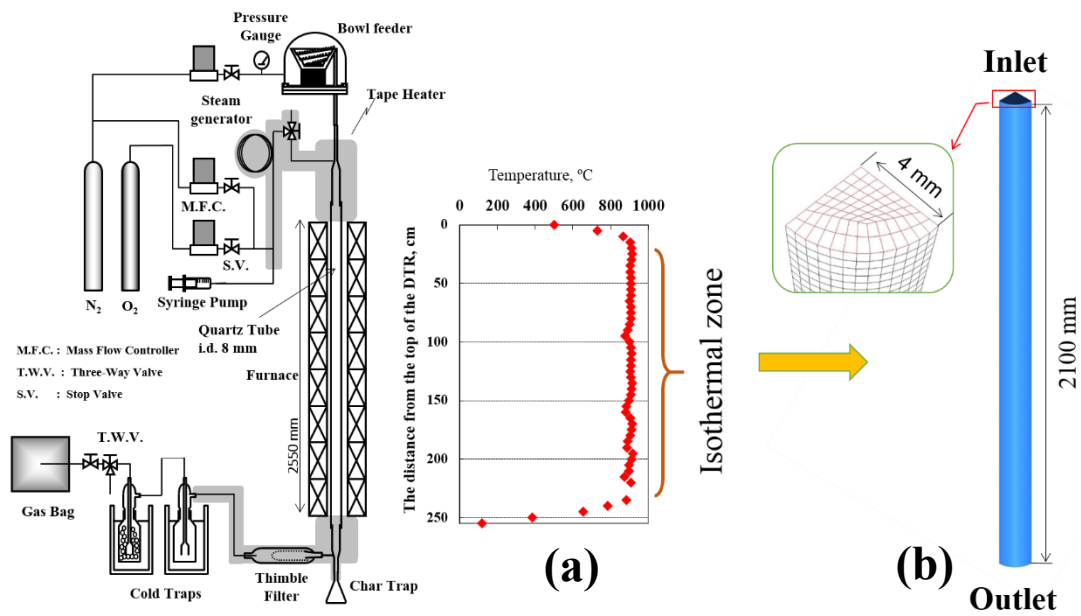 Pressure
Gauge
Bowl feeder
Steam
generator
Tape Heater
M.F.C.
S.V.
Syringe Pump
N2
O2
Quartz Tube
i.d. 8 mm
M.F.C. : Mass Flow Controller
T.W.V. : Three-Way Valve
S.V. : Stop Valve
Furnace
2550 mm
T.W.V.
Gas Bag
Cold Traps
Thimble
Filter
Char Trap
Temperature, ºC
0 200 400 600 800 1000
0
50
100
150
200
250
The distance from the top of the DTR, cm
Isothermal zone
(a)
(b)
Inlet
4 mm
2100 mm
Outlet